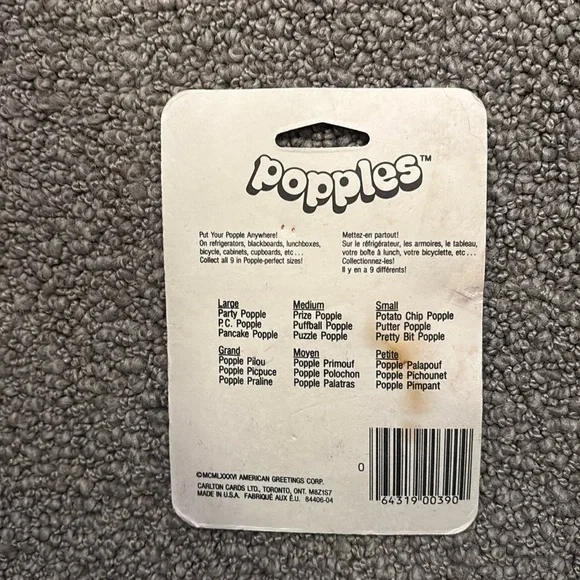 popples™
Put Your Popple Anywhere!
On refrigerators, blackboards, lunchboxes,
bicycle, cabinets, cupboards, etc...
Collect all 9 in Popple-perfect sizes!
Mettez-en partout!
Sur le réfrigérateur, les armoires, le tableau,
votre boîte à lunch, votre bicyclette, etc...
Collectionnez-les!
Il y en a 9 différents!
Large
Party Popple
P.C. Popple
Pancake Popple
Medium
Prize Popple
Puffball Popple
Puzzle Popple
Small
Potato Chip Popple
Putter Popple
Pretty Bit Popple
Grand
Popple Pilou
Popple Picpuce
Popple Praline
Moyen
Popple Primouf
Popple Polochon
Popple Palatras
Petite
Popple Palapouf
Popple Pichounet
Popple Pimpant
©MCMLXXXVI AMERICAN GREETINGS CORP.
CARLTON CARDS LTD., TORONTO, ONT. M8Z1S7
MADE IN U.S.A. FABRIQUÉ AUX É.U. 84406-04
0
64319 00390